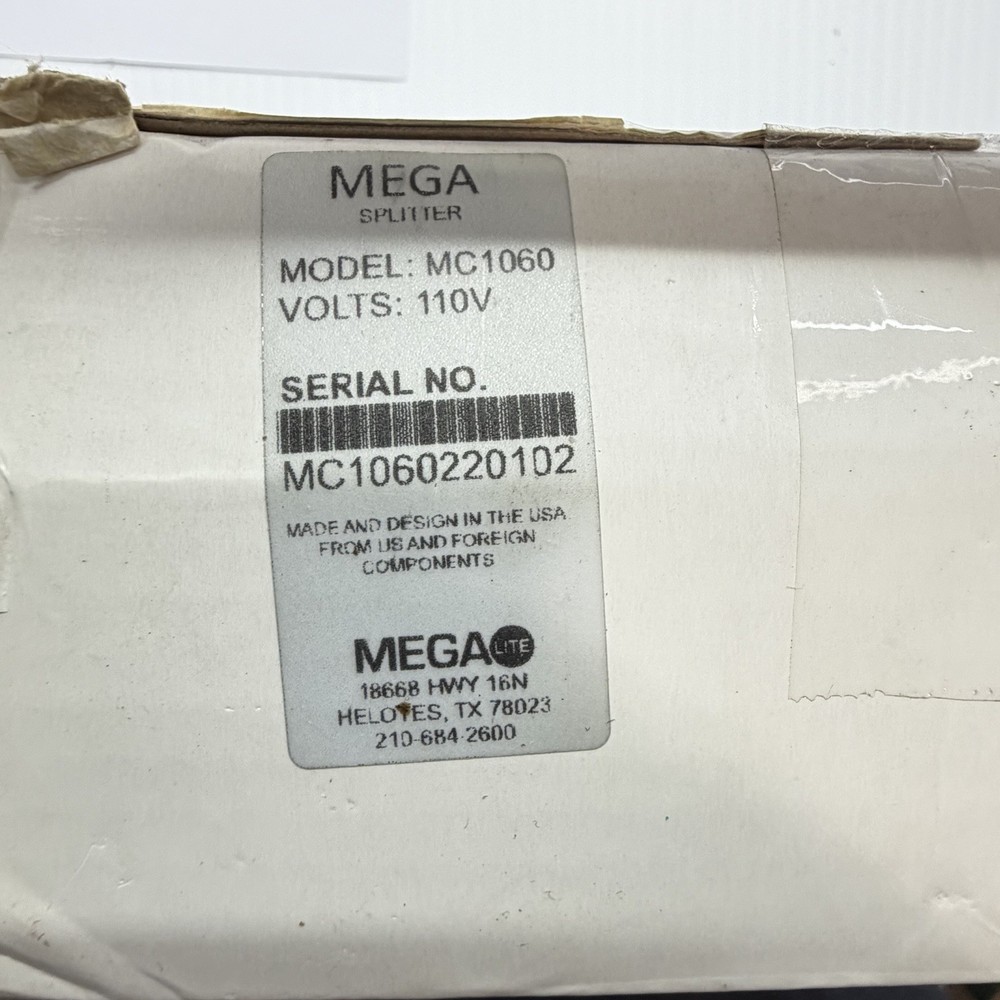 MEGA
SPLITTER
MODEL: MC1060
VOLTS: 110V
SERIAL NO.
MC1060220102
MADE AND DESIGN IN THE USA
FROM US AND FOREIGN
COMPONENTS
MEGA LITE
18668 HWY 16N
HELOTES, TX 78023
210-684-2600